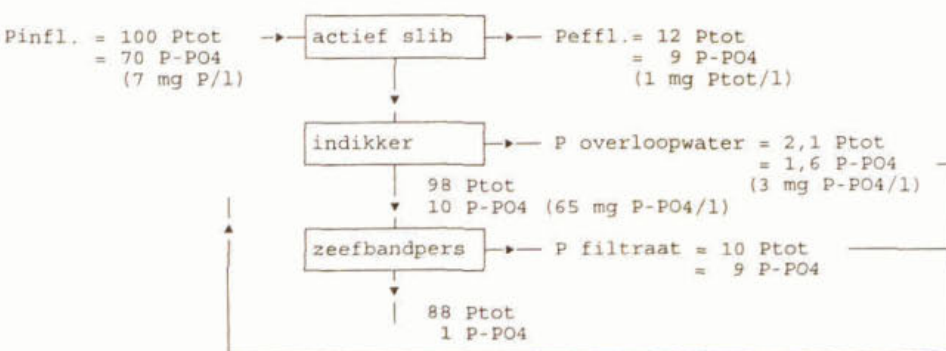 Pinfl. = 100 Ptot actief slib Peffl.= 12 Ptot
= 70 P-PO4 = 9 P-PO4
(7 mg P/l) (1 mg Ptot/l)
indikker P overloopwater = 2,1 Ptot
= 1,6 P-PO4
98 Ptot (3 mg P-PO4/l)
10 P-PO4 (65 mg P-PO4/l)
zeefbandpers P filtraat = 10 Ptot
= 9 P-PO4
88 Ptot
1 P-PO4